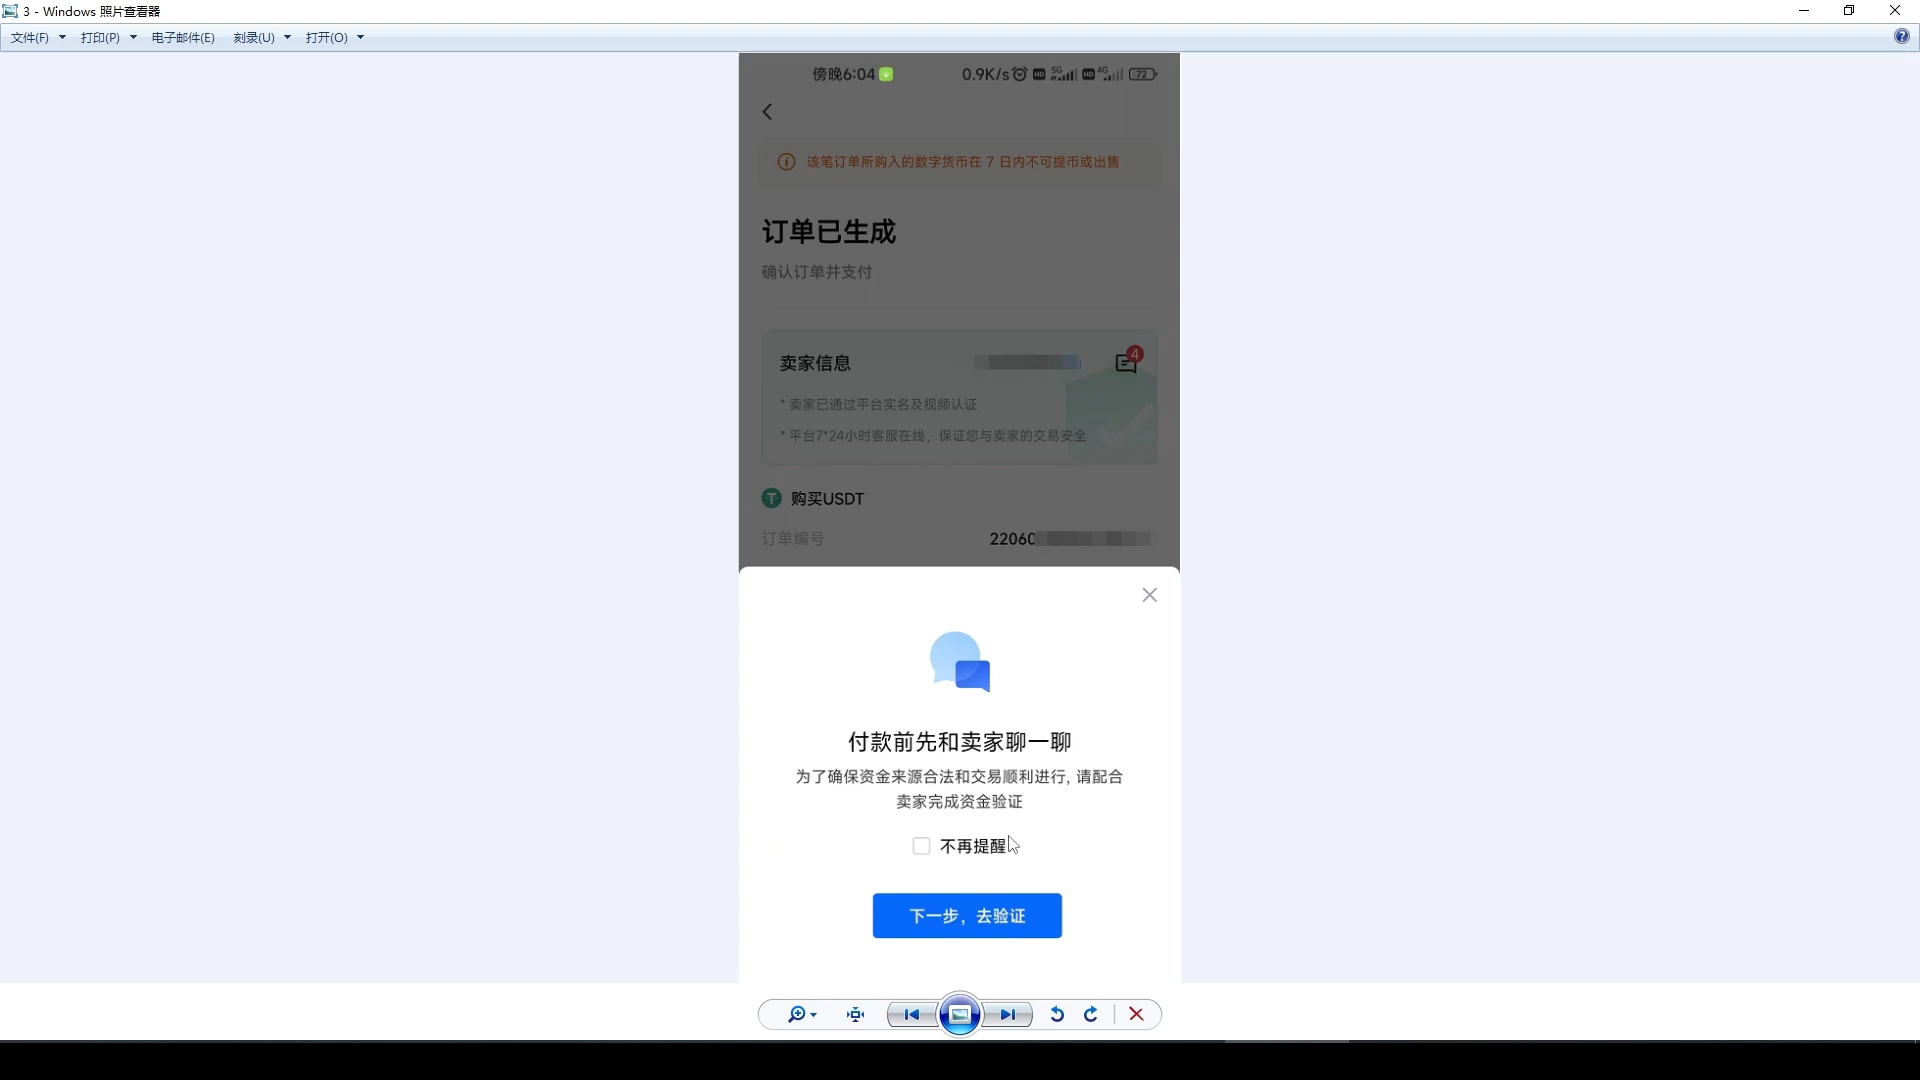 3 - Windows 照片查看器
文件(F) 打印(P) 电子邮件(E) 刻录(U) 打开(O)
傍晚6:04 0.9K/s HD 5G HD 4G 72
该笔订单所购入的数字货币在 7 日内不可提币或出售
订单已生成
确认订单并支付
卖家信息 4
* 卖家已通过平台实名及视频认证
* 平台7*24小时客服在线，保证您与卖家的交易安全
购买USDT
订单编号 22060
付款前先和卖家聊一聊
为了确保资金来源合法和交易顺利进行, 请配合
卖家完成资金验证
不再提醒
下一步，去验证